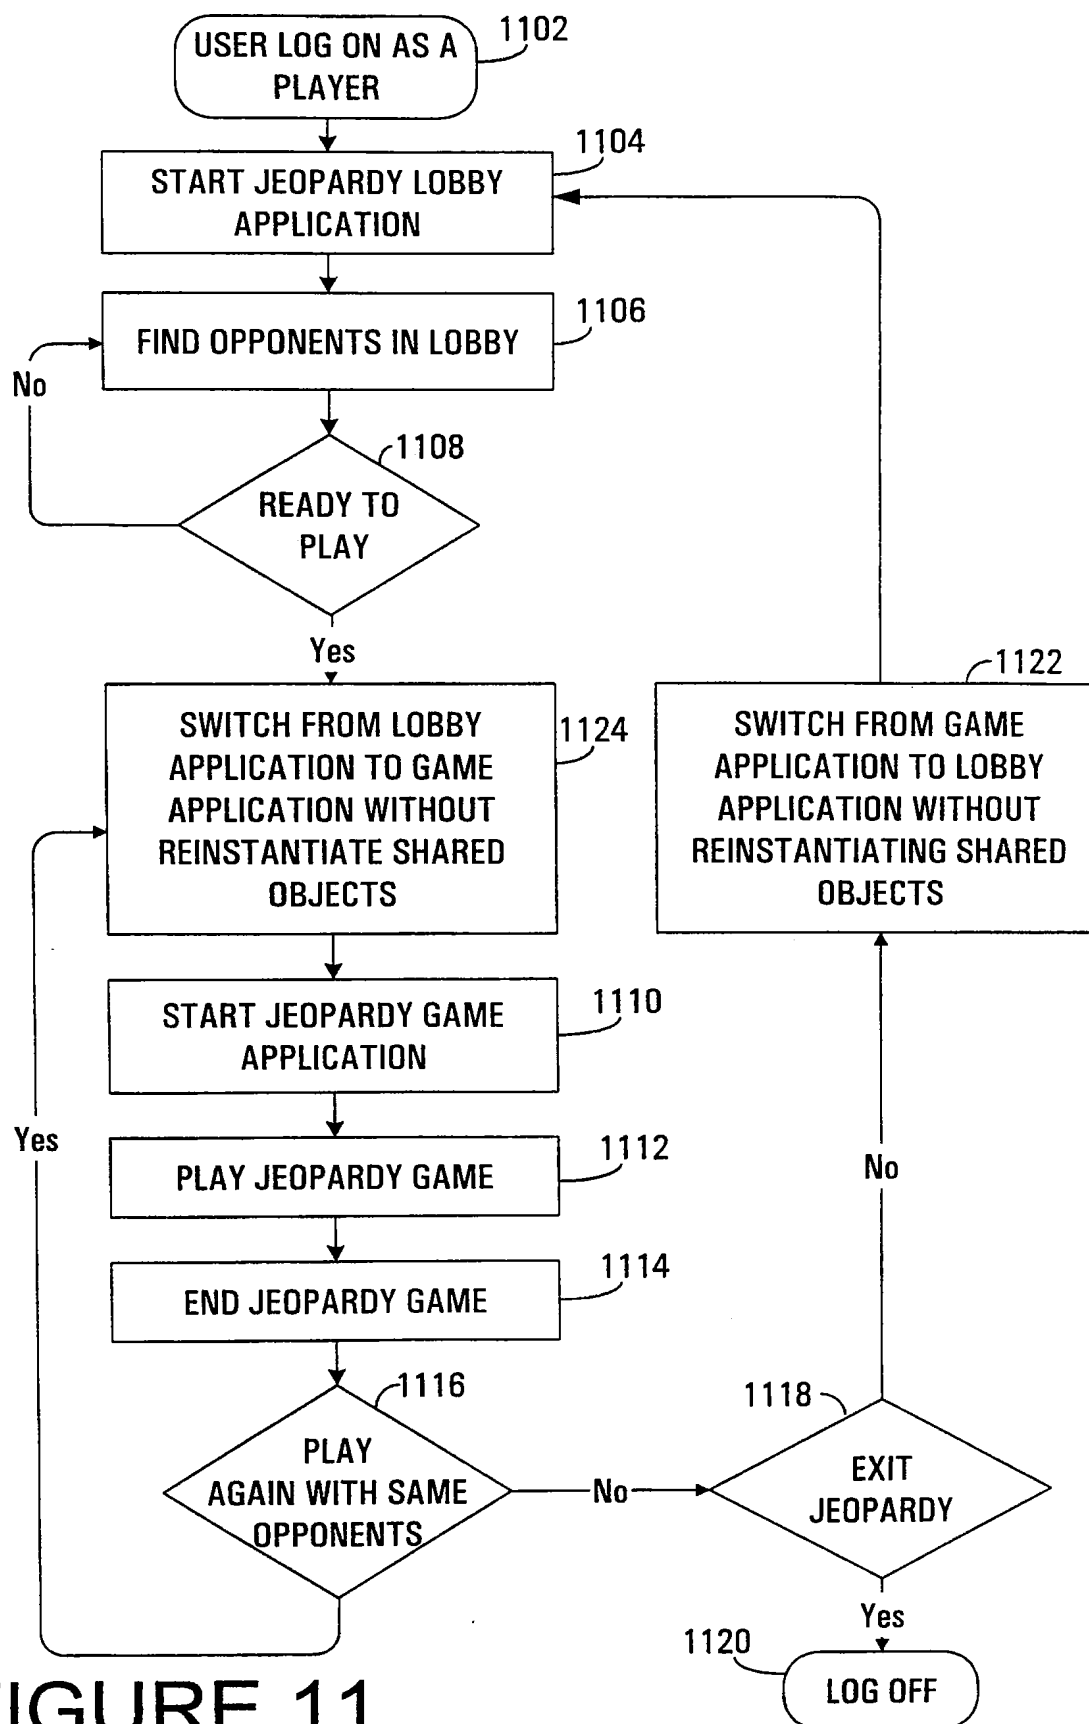 1102
USER LOG ON AS A
PLAYER
1104
START JEOPARDY LOBBY
APPLICATION
1106
FIND OPPONENTS IN LOBBY
No
1108
READY TO
PLAY
Yes
1124
SWITCH FROM LOBBY
APPLICATION TO GAME
APPLICATION WITHOUT
REINSTANTIATE SHARED
OBJECTS
1122
SWITCH FROM GAME
APPLICATION TO LOBBY
APPLICATION WITHOUT
REINSTANTIATING SHARED
OBJECTS
1110
START JEOPARDY GAME
APPLICATION
Yes
1112
PLAY JEOPARDY GAME
No
1114
END JEOPARDY GAME
1116
PLAY
AGAIN WITH SAME
OPPONENTS
No
1118
EXIT
JEOPARDY
Yes
1120
LOG OFF
FIGURE 11